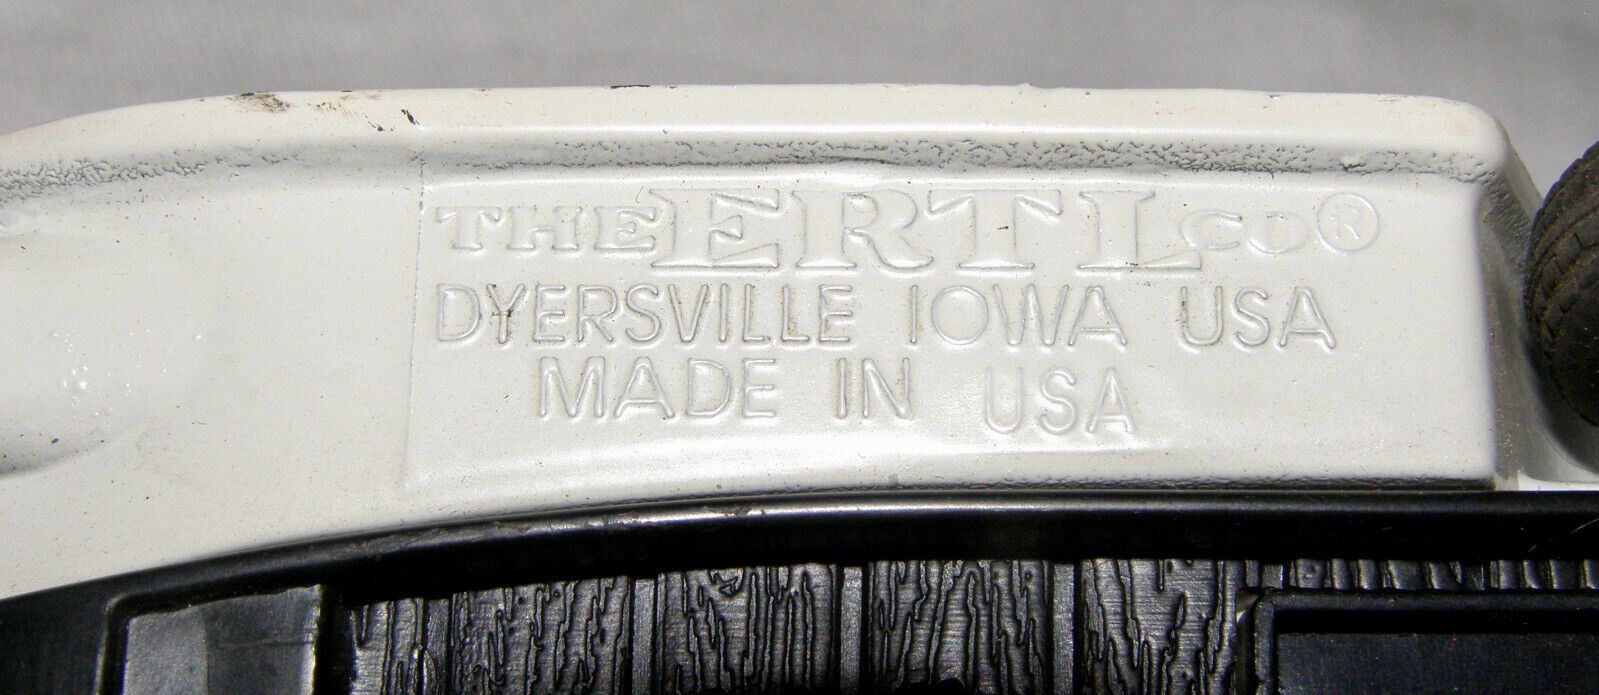 THE ERTL CO ®
DYERSVILLE IOWA USA
MADE IN USA